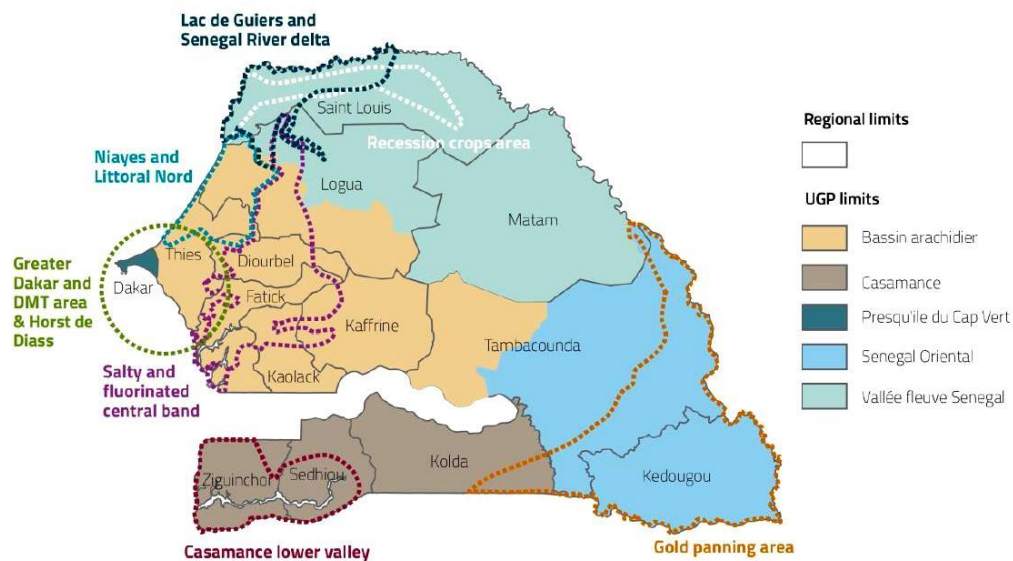 Lac de Guiers and
Senegal River delta
Saint Louis
Recession crops area
Niayes and
Littoral Nord
Logua
Matam
Thies
Diourbel
Dakar
Greater
Dakar and
DMT area
& Horst de
Diass
Fatick
Kaffrine
Tambacounda
Kaolack
Salty and
fluorinated
central band
Ziguinchor
Sedhiou
Kolda
Kedougou
Casamance lower valley
Gold panning area
Regional limits
UGP limits
Bassin arachidier
Casamance
Presqu'ile du Cap Vert
Senegal Oriental
Vallée fleuve Senegal